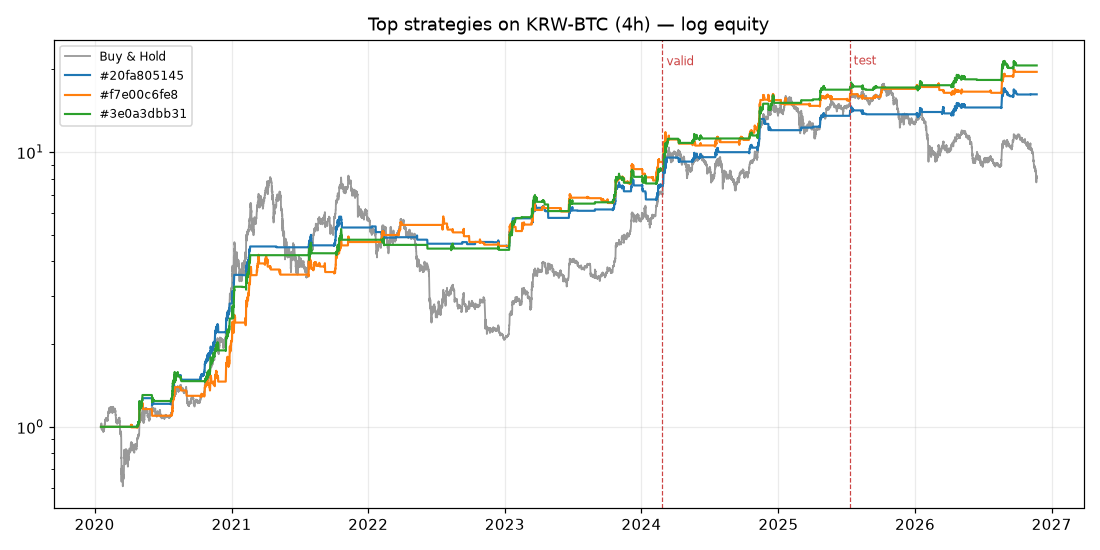 Top strategies on KRW-BTC (4h) — log equity
Buy & Hold
#20fa805145
#f7e00c6fe8
#3e0a3dbb31
valid
test
10¹
10⁰
2020
2021
2022
2023
2024
2025
2026
2027